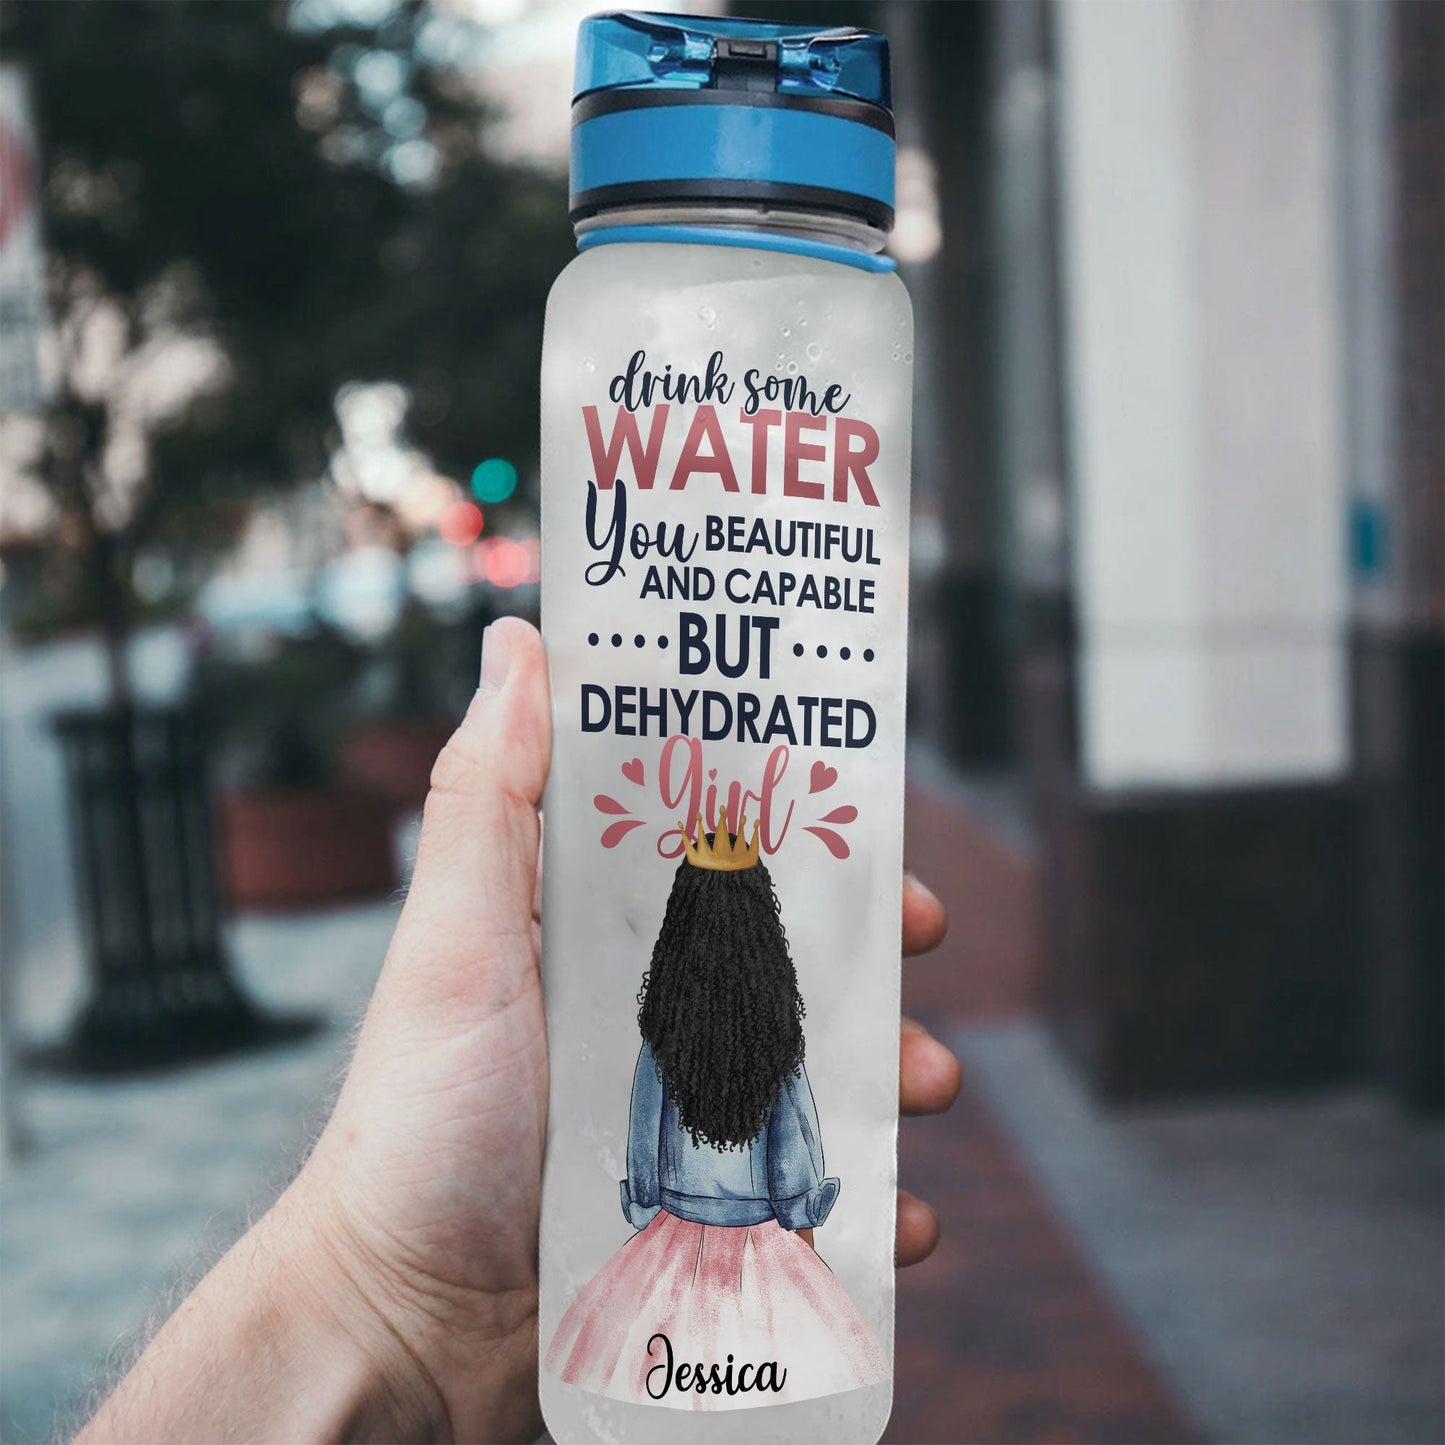 drink some
WATER
You BEAUTIFUL
AND CAPABLE
BUT
DEHYDRATED
girl
Jessica